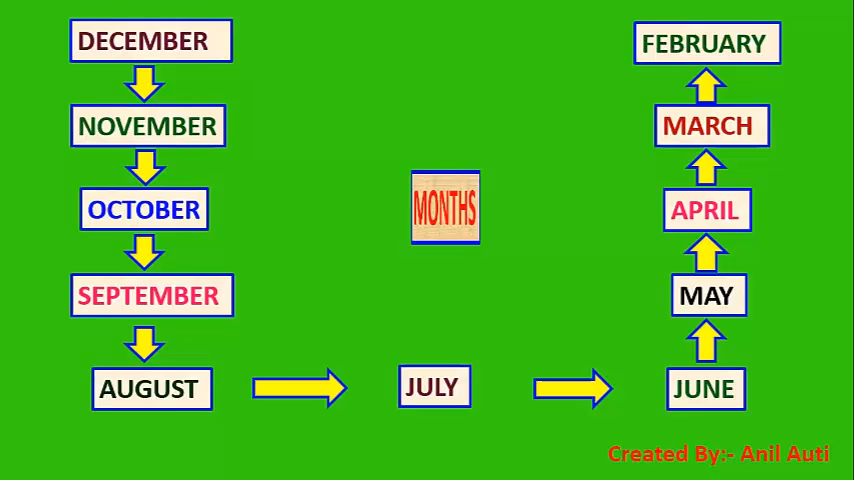 DECEMBER
FEBRUARY
NOVEMBER
MARCH
OCTOBER
MONTHS
APRIL
SEPTEMBER
MAY
AUGUST
JULY
JUNE
Created By:- Anil Auti